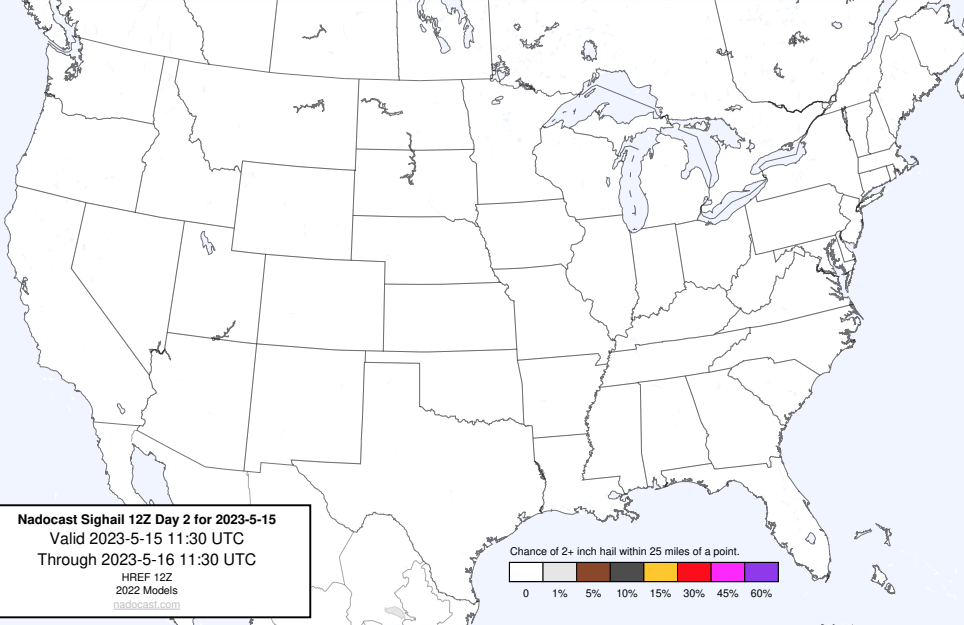 Nadocast Sighail 12Z Day 2 for 2023-5-15
Valid 2023-5-15 11:30 UTC
Through 2023-5-16 11:30 UTC
HREF 12Z
2022 Models
nadocast.com
Chance of 2+ inch hail within 25 miles of a point.
0 1% 5% 10% 15% 30% 45% 60%